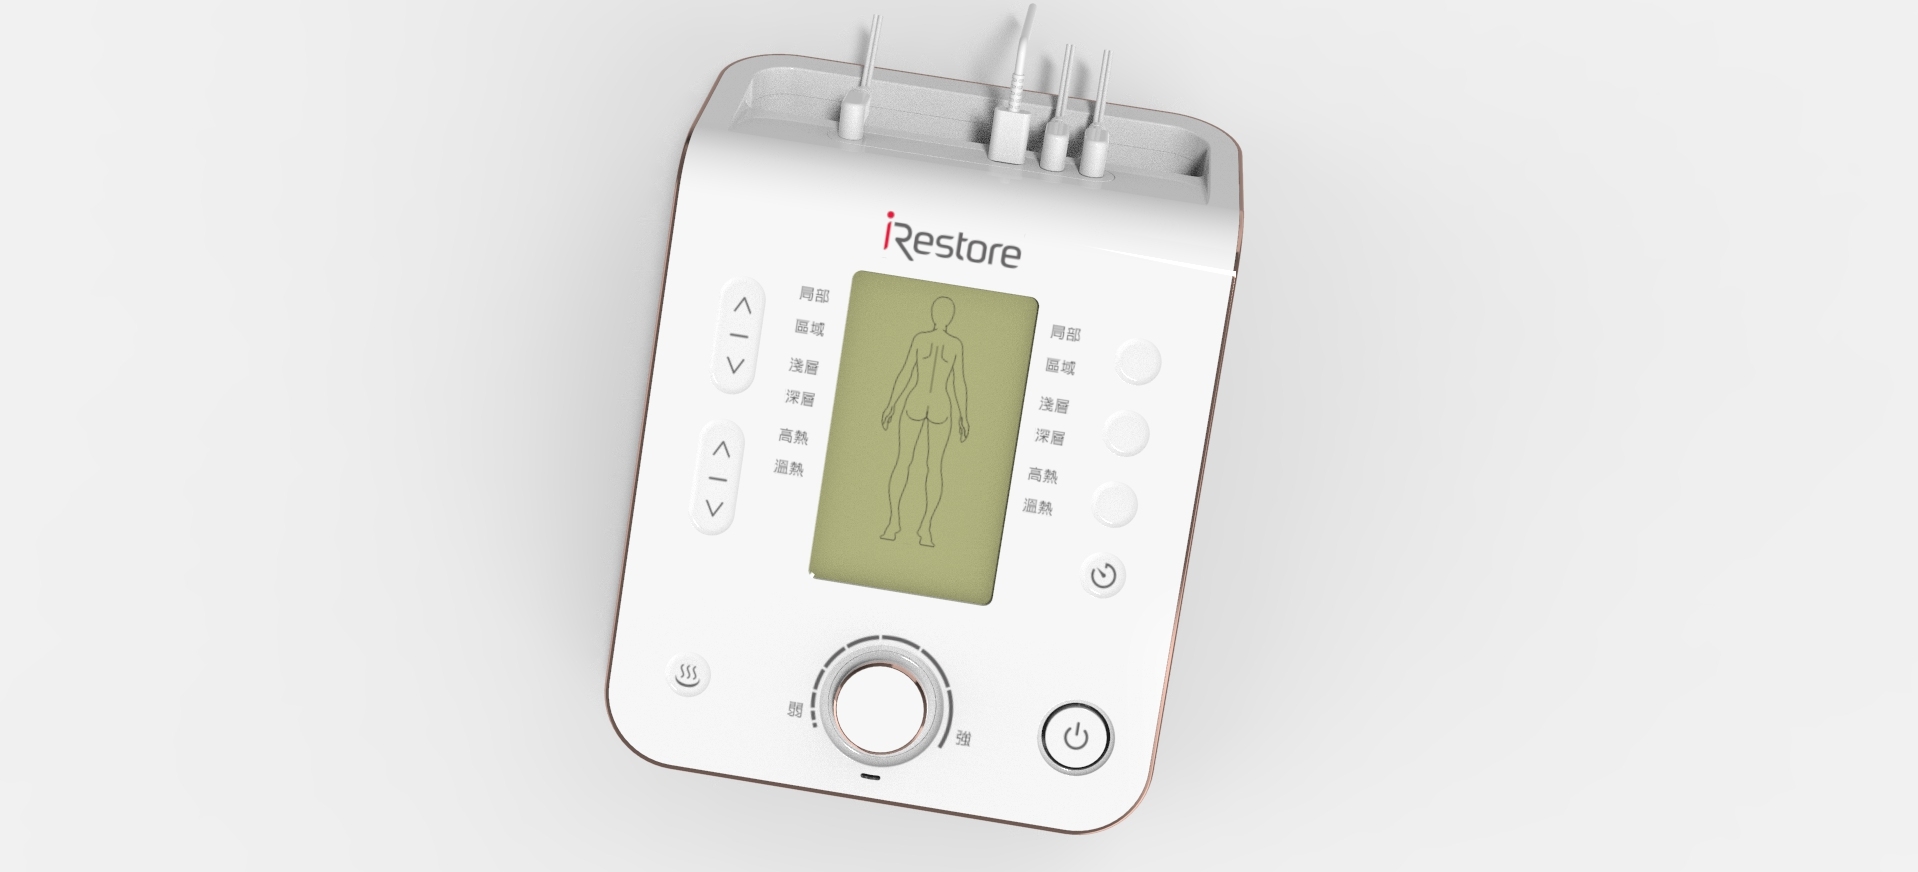 iRestore
局部
區域
淺層
深層
高熱
溫熱
局部
區域
淺層
深層
高熱
溫熱
弱
強